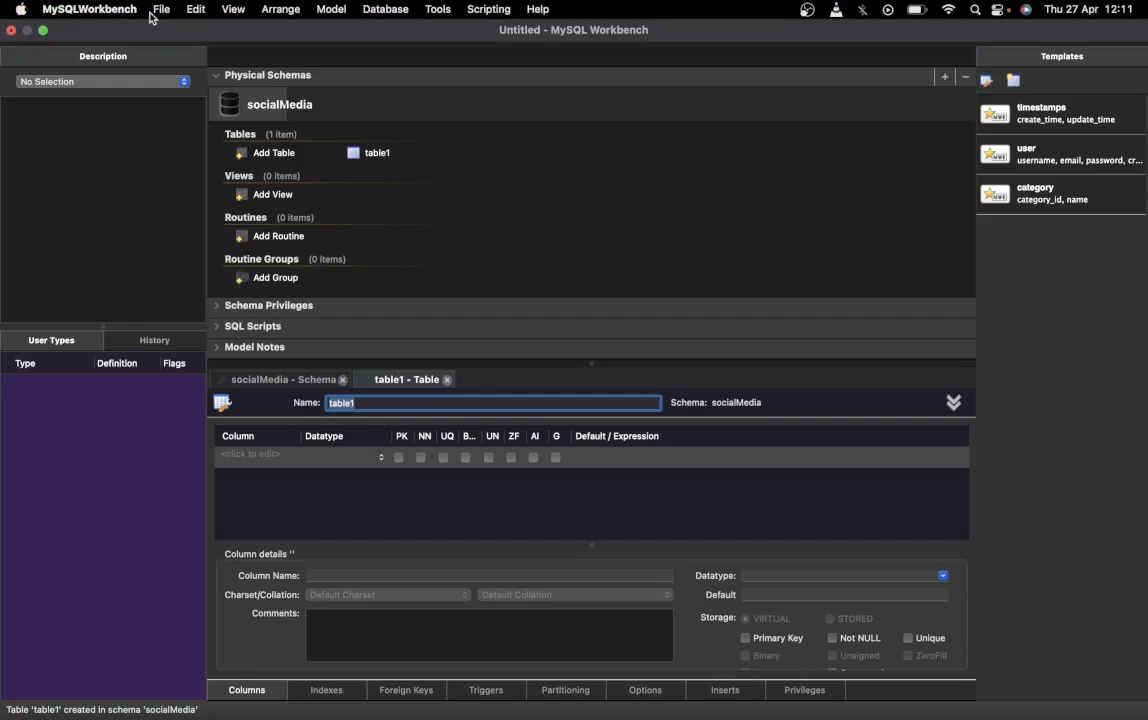 MySQLWorkbench File Edit View Arrange Model Database Tools Scripting Help Thu 27 Apr 12:11
Untitled - MySQL Workbench
Description
No Selection
Physical Schemas
socialMedia
Tables (1 item)
Add Table table1
Views (0 items)
Add View
Routines (0 items)
Add Routine
Routine Groups (0 items)
Add Group
Schema Privileges
SQL Scripts
Model Notes
Templates
timestamps
create_time, update_time
user
username, email, password, cr...
category
category_id, name
User Types History
Type Definition Flags
socialMedia - Schema table1 - Table
Name: table1 Schema: socialMedia
Column Datatype PK NN UQ B... UN ZF AI G Default / Expression
<click to edit>
Column details ''
Column Name: Datatype:
Charset/Collation: Default Charset Default Collation Default
Comments: Storage: VIRTUAL STORED
Primary Key Not NULL Unique
Binary Unsigned ZeroFill
Columns Indexes Foreign Keys Triggers Partitioning Options Inserts Privileges
Table 'table1' created in schema 'socialMedia'